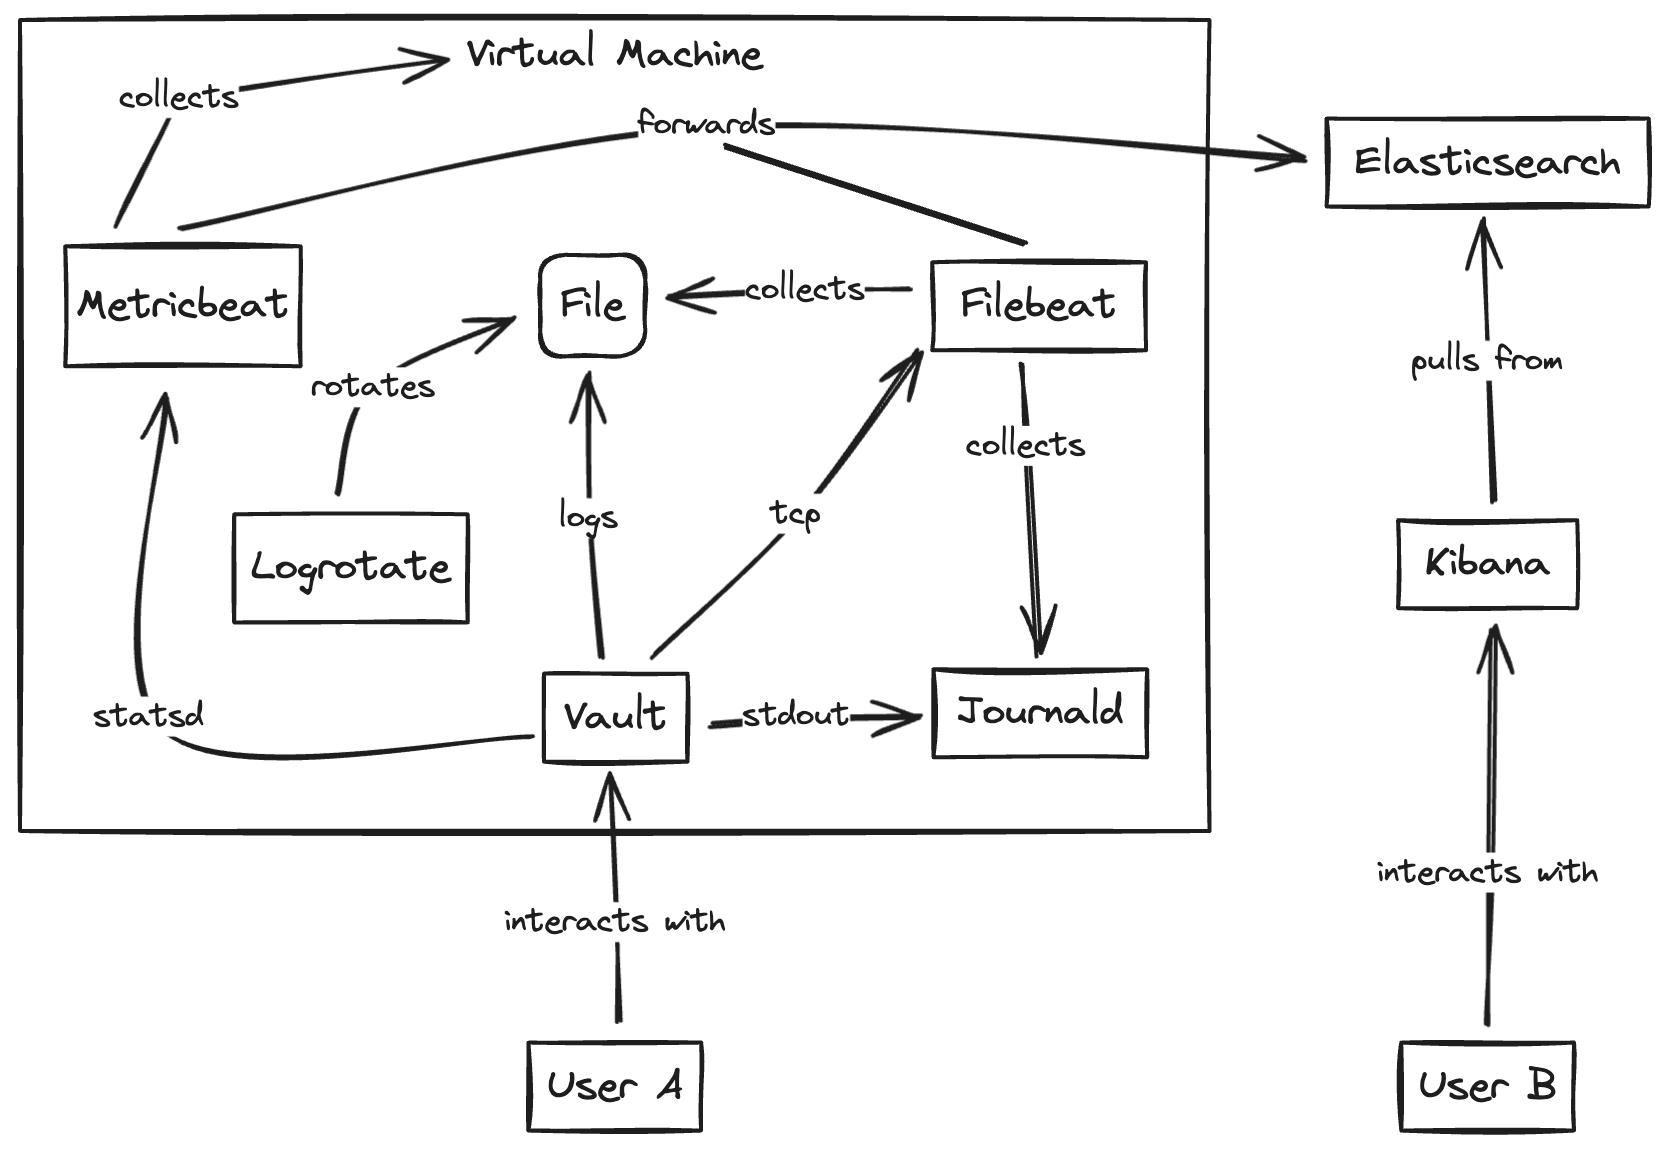 Virtual Machine
collects
forwards
Elasticsearch
Metricbeat
File
collects
Filebeat
rotates
pulls from
collects
logs
tcp
Logrotate
Kibana
statsd
Vault
stdout
Journald
interacts with
interacts with
User A
User B